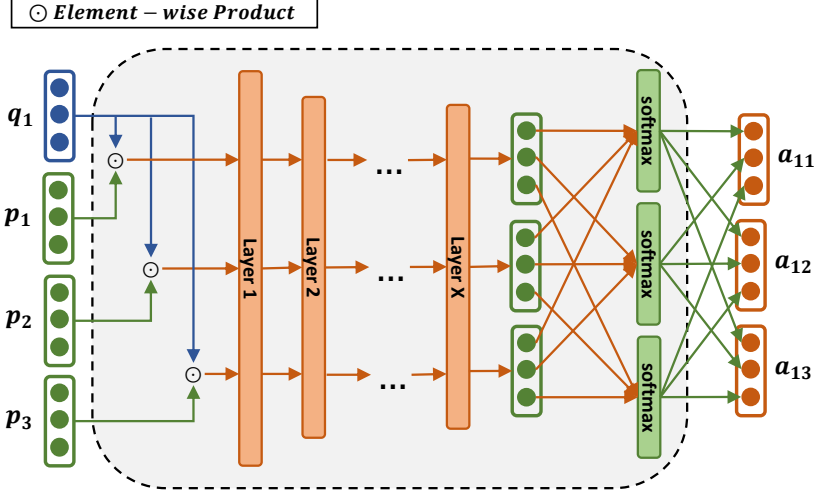 ⊙ Element − wise Product
q₁
p₁
p₂
p₃
Layer 1
Layer 2
...
...
...
Layer X
softmax
softmax
softmax
a₁₁
a₁₂
a₁₃